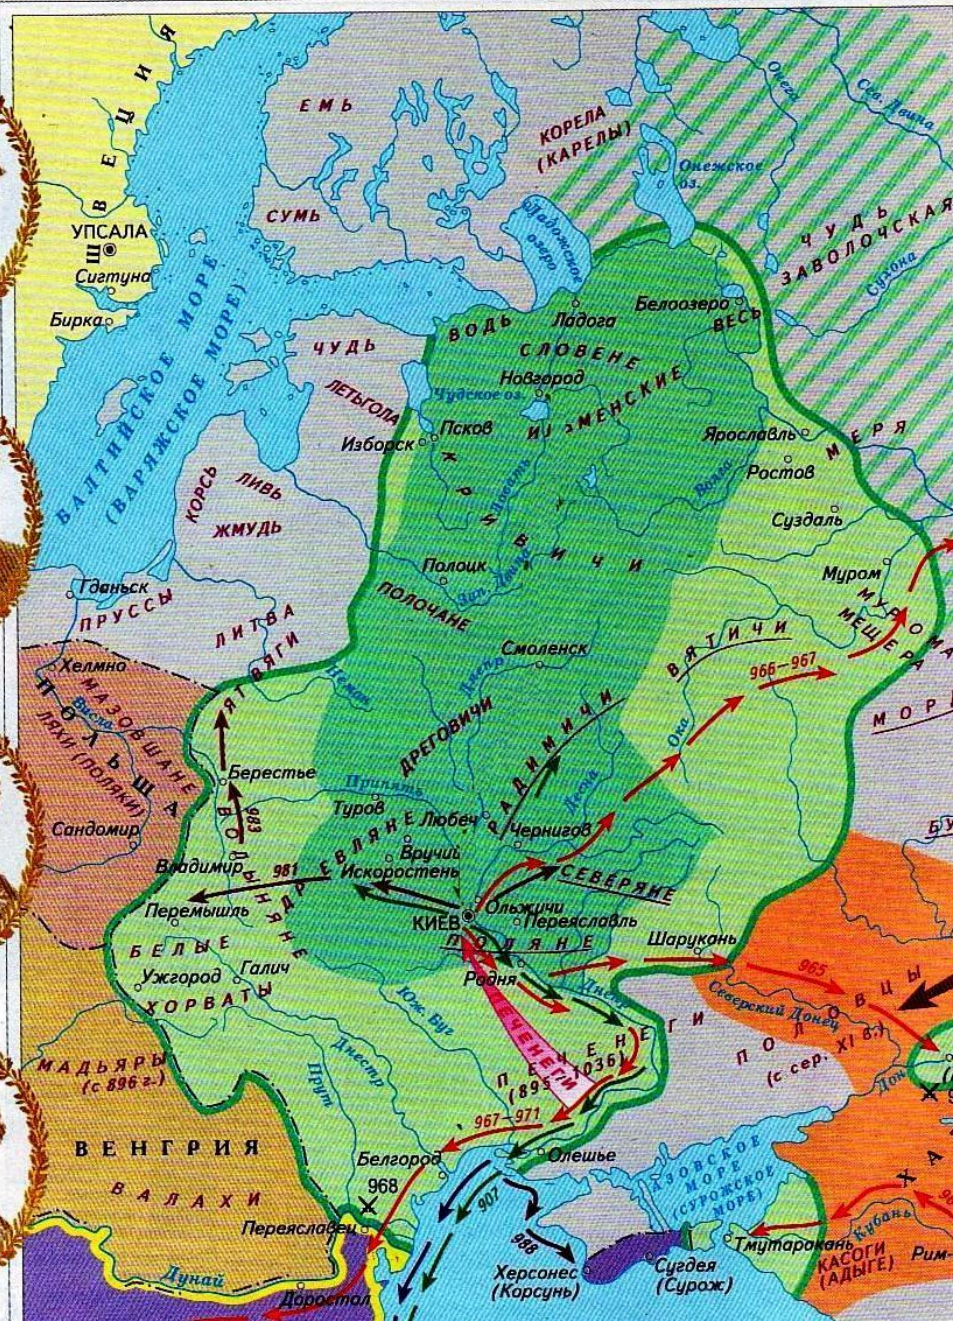 ШВЕЦИЯ
УПСАЛА
Сигтуна
Бирка
БАЛТИЙСКОЕ МОРЕ
(ВАРЯЖСКОЕ МОРЕ)
ЕМЬ
СУМЬ
КОРЕЛА
(КАРЕЛЫ)
Ладожское
озеро
Онежское
оз.
Онега
Сев. Двина
ЧУДЬ
ЗАВОЛОЧСКАЯ
Сухона
ВОДЬ
Ладога
Белоозеро
ВЕСЬ
СЛОВЕНЕ
Новгород
ИЛЬМЕНСКИЕ
ЧУДЬ
ЛЕТЬГОЛА
Чудское оз.
Псков
Изборск
Ярославль
МЕРЯ
Ростов
Суздаль
Волга
Ловать
КРИВИЧИ
КОРСЬ
ЛИВЬ
ЖМУДЬ
Полоцк
Зап. Двина
ПОЛОЧАНЕ
Муром
МУРОМА
МЕЩЕРА
Гданьск
ПРУССЫ
ЛИТВА
ЯТВЯГИ
Смоленск
ВЯТИЧИ
966–967
Хелмно
МАЗОВШАНЕ
Висла
ПОЛЬША
ЛЯХИ (ПОЛЯКИ)
Сандомир
Неман
Днепр
ДРЕГОВИЧИ
РАДИМИЧИ
Ока
Десна
Берестье
983
Припять
Туров
Любеч
Чернигов
Вручий
Искоростень
ДРЕВЛЯНЕ
ВОЛЫНЯНЕ
Владимир
981
СЕВЕРЯНЕ
Перемышль
КИЕВ
Ольжичи
Переяславль
ПОЛЯНЕ
БЕЛЫЕ
ХОРВАТЫ
Ужгород
Галич
Родня
Днепр
Шарукань
965
Северский Донец
ПОЛОВЦЫ
(с сер. XI в.)
Дон
Юж. Буг
Днестр
Прут
ПЕЧЕНЕГИ
ПЕЧЕНЕГИ
МАДЬЯРЫ
(с 896 г.)
ВЕНГРИЯ
ВАЛАХИ
967–971
Белгород
968
Олешье
Переяславец
907
988
Дунай
Доростол
АЗОВСКОЕ
МОРЕ
(СУРОЖСКОЕ
МОРЕ)
Херсонес
(Корсунь)
Сугдея
(Сурож)
Тмутаракань
Кубань
КАСОГИ
(АДЫГЕ)